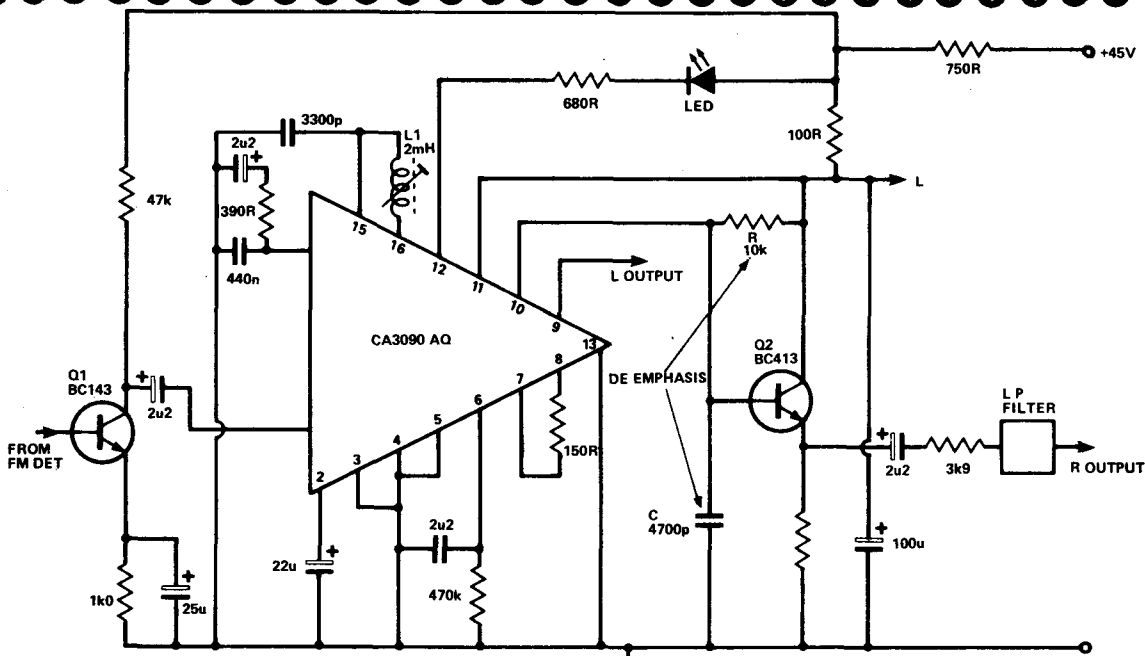 +45V
750R
680R
LED
100R
3300p
L1
2mH
2u2
+
47k
390R
440n
15
16
12
11
10
9
13
L
R
10k
L OUTPUT
CA3090 AQ
Q1
BC143
+
2u2
FROM
FM DET
8
7
6
5
4
3
2
150R
DE EMPHASIS
Q2
BC413
L P
FILTER
+
2u2
3k9
R OUTPUT
C
4700p
+
100u
2u2
22u
+
470k
1k0
+
25u